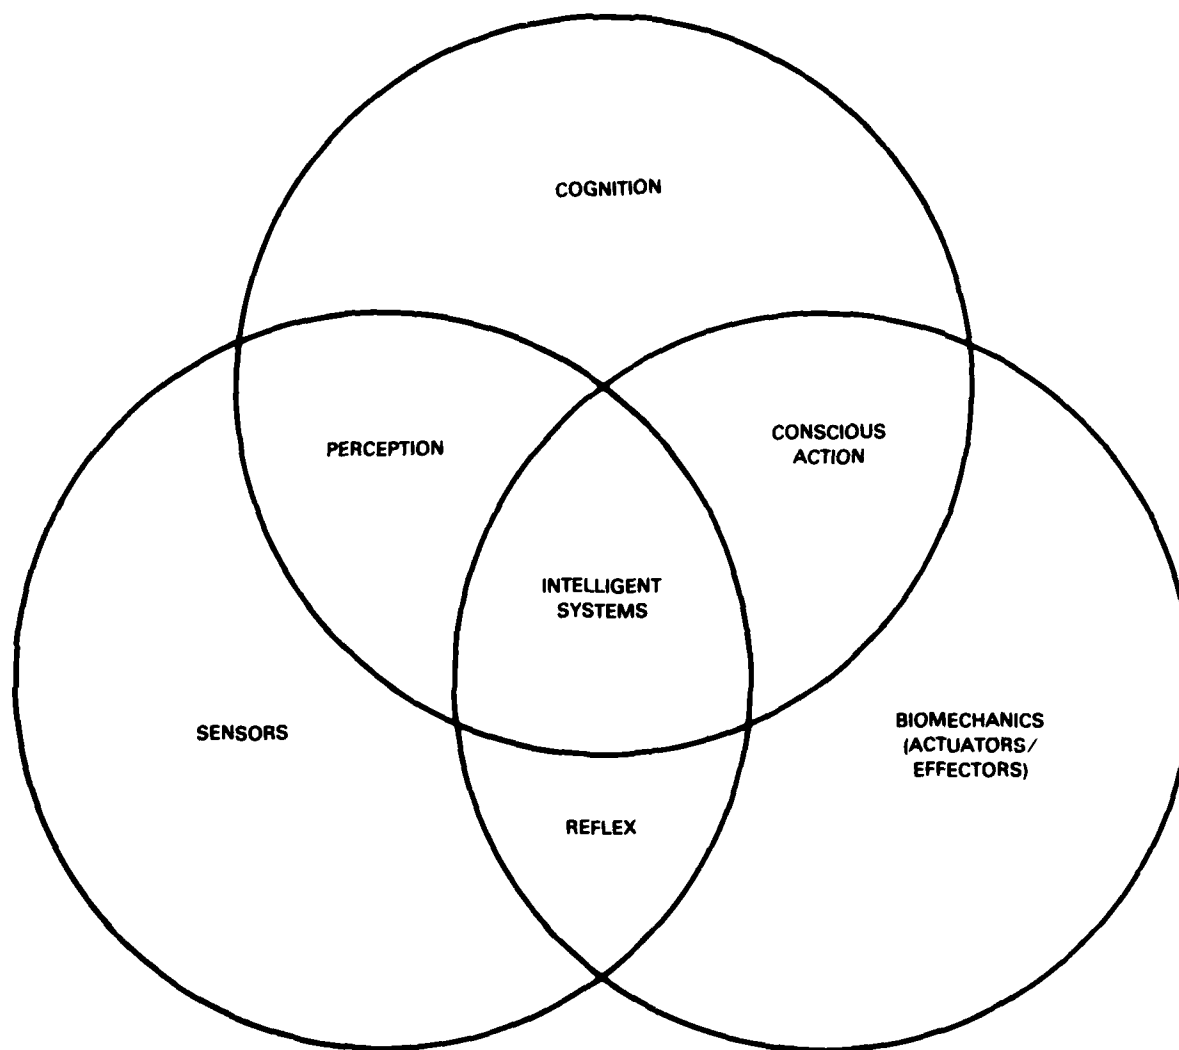 COGNITION
PERCEPTION
CONSCIOUS
ACTION
INTELLIGENT
SYSTEMS
SENSORS
BIOMECHANICS
(ACTUATORS/
EFFECTORS)
REFLEX